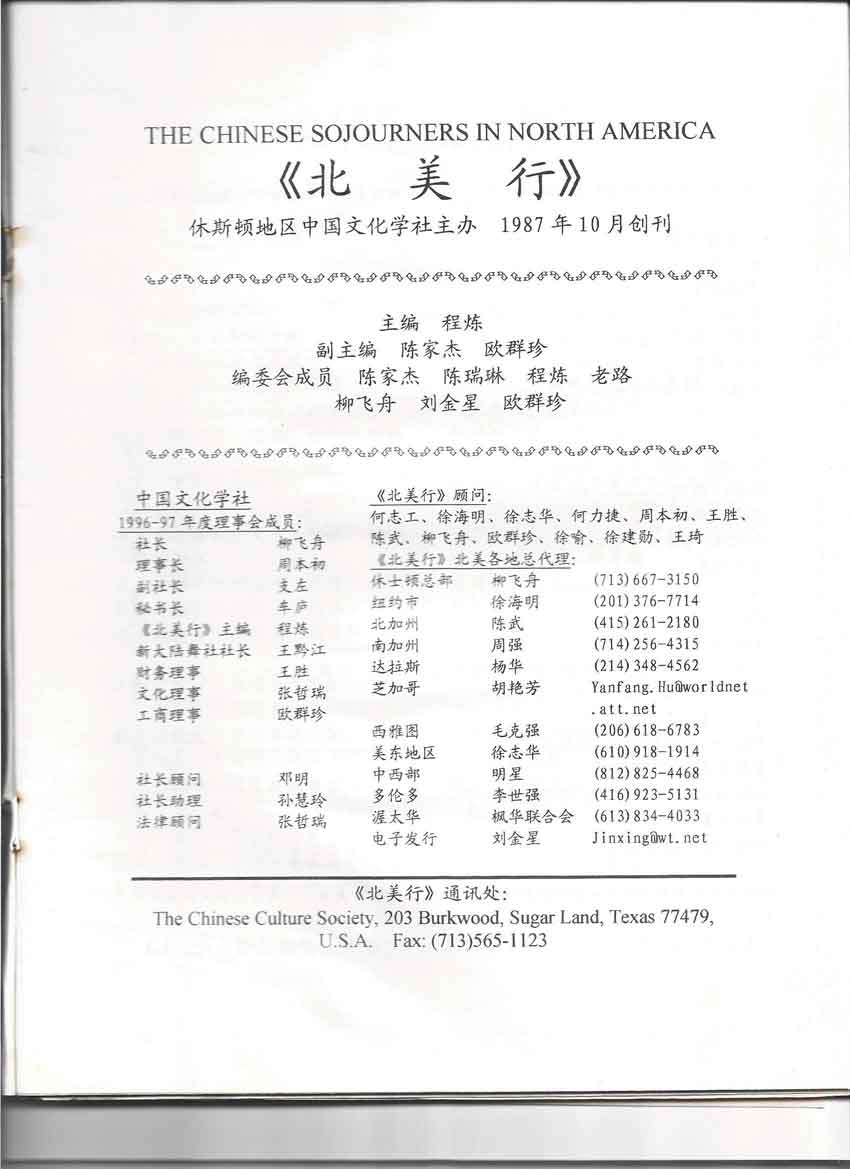 THE CHINESE SOJOURNERS IN NORTH AMERICA
《北 美 行》
休斯顿地区中国文化学社主办 1987 年 10 月创刊
主编 程炼
副主编 陈家杰 欧群珍
编委会成员 陈家杰 陈瑞琳 程炼 老路
柳飞舟 刘金星 欧群珍
中国文化学社
1996-97 年度理事会成员:
社长 柳飞舟
理事长 周本初
副社长 支左
秘书长 车庐
《北美行》主编 程炼
新大陆舞社社长 王黔江
财务理事 王胜
文化理事 张哲瑞
工商理事 欧群珍
社长顾问 邓明
社长助理 孙慧玲
法律顾问 张哲瑞
《北美行》顾问:
何志工、徐海明、徐志华、何力捷、周本初、王胜、
陈武、柳飞舟、欧群珍、徐喻、徐建勋、王琦
《北美行》北美各地总代理:
休士顿总部 柳飞舟 (713)667-3150
纽约市 徐海明 (201)376-7714
北加州 陈武 (415)261-2180
南加州 周强 (714)256-4315
达拉斯 杨华 (214)348-4562
芝加哥 胡艳芳 Yanfang.Hu@worldnet
.att.net
西雅图 毛克强 (206)618-6783
美东地区 徐志华 (610)918-1914
中西部 明星 (812)825-4468
多伦多 李世强 (416)923-5131
渥太华 枫华联合会 (613)834-4033
电子发行 刘金星 Jinxing@wt.net
《北美行》通讯处:
The Chinese Culture Society, 203 Burkwood, Sugar Land, Texas 77479,
U.S.A. Fax: (713)565-1123